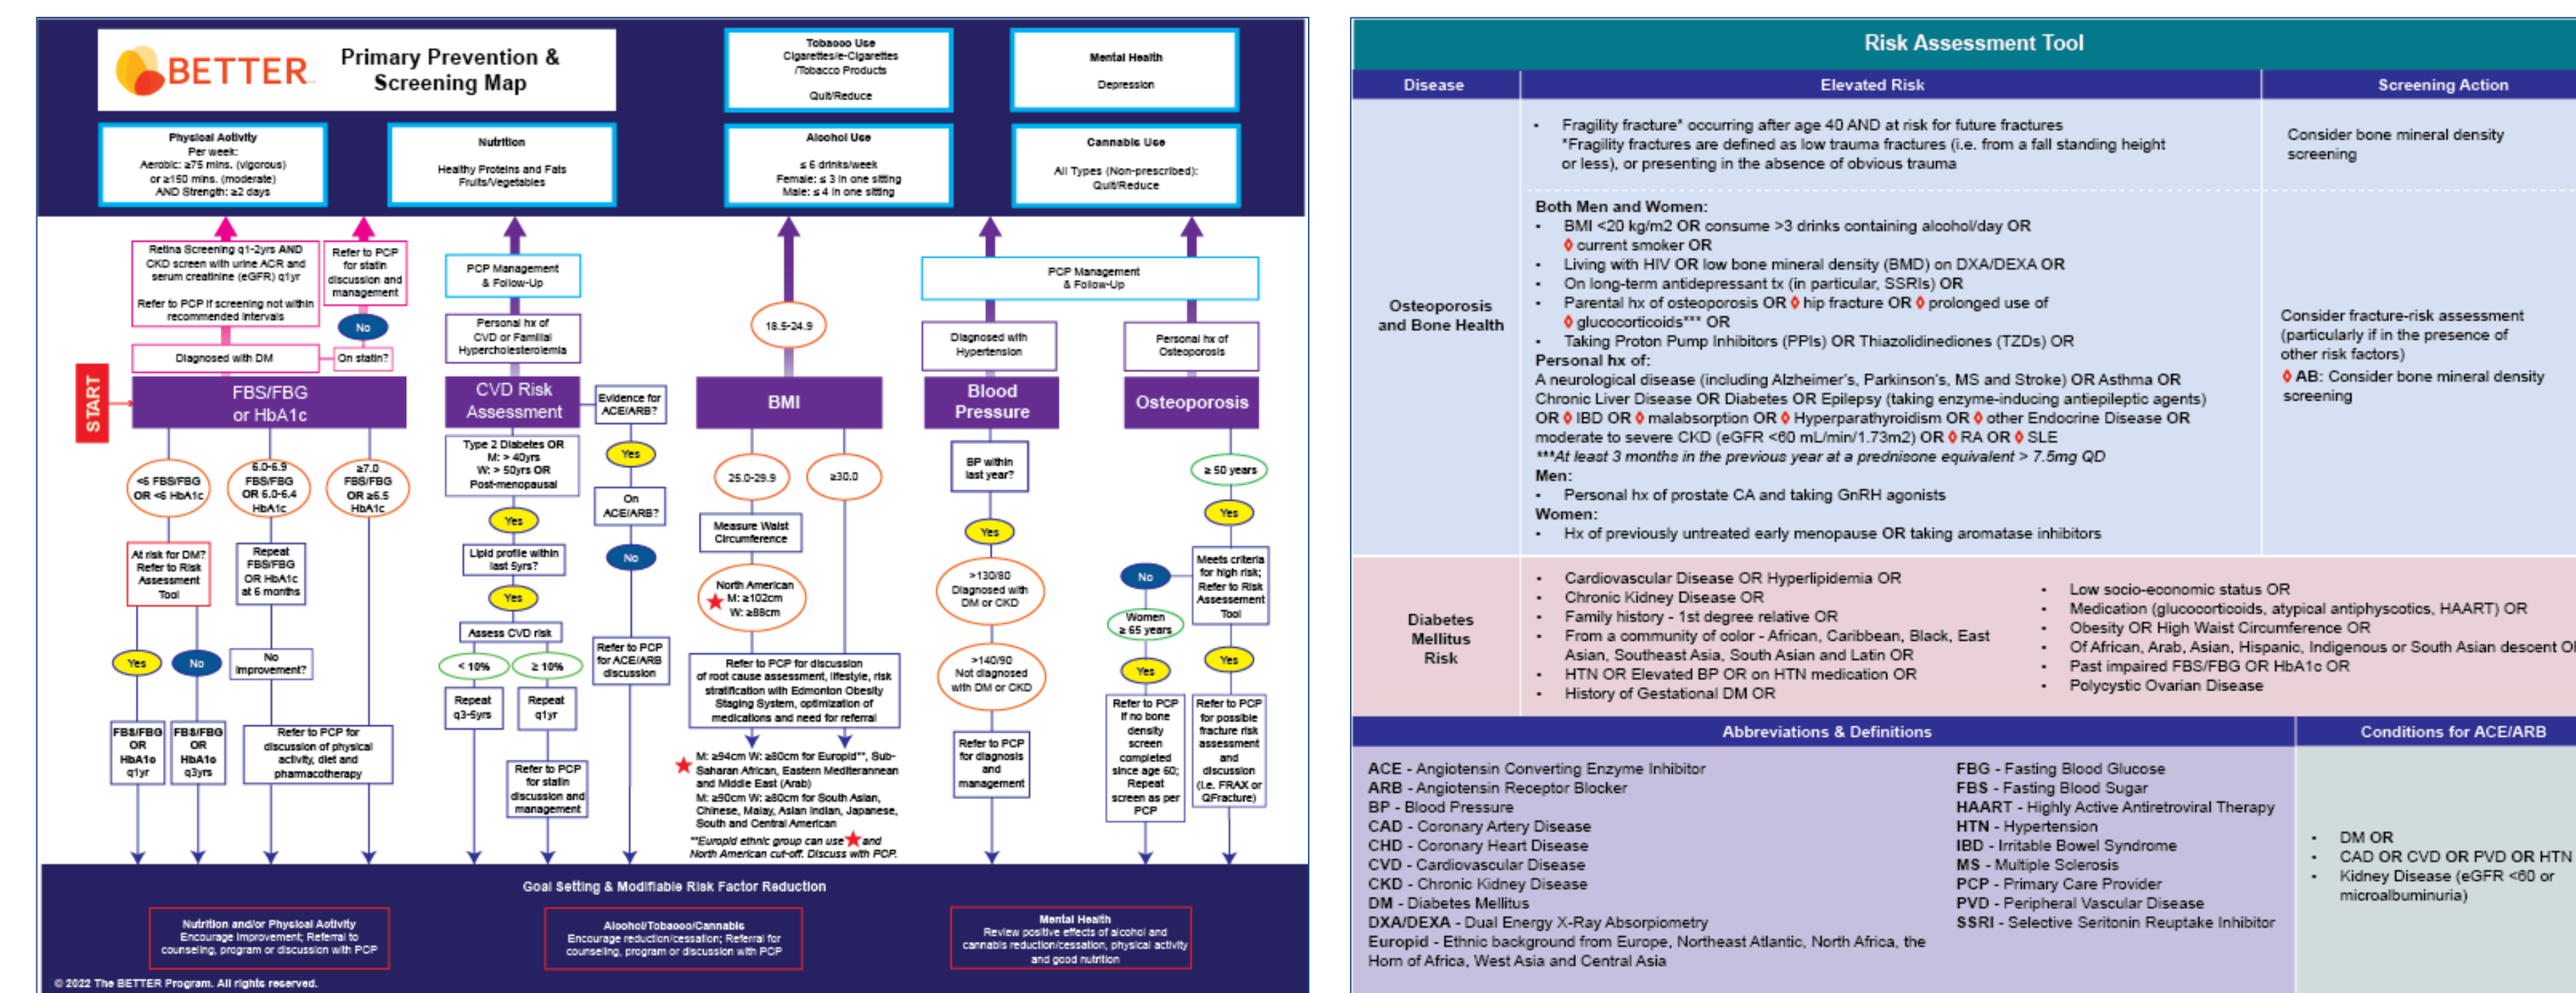 BETTER
Primary Prevention &
Screening Map
Tobacco Use
Cigarettes/e-Cigarettes
/Tobacco Products
Quit/Reduce
Mental Health
Depression
Physical Activity
Per week:
Aerobic: ≥75 mins. (vigorous)
or ≥150 mins. (moderate)
AND Strength: ≥2 days
Nutrition
Healthy Proteins and Fats
Fruits/Vegetables
Alcohol Use
≤ 6 drinks/week
Female: ≤ 3 in one sitting
Male: ≤ 4 in one sitting
Cannabis Use
All Types (Non-prescribed):
Quit/Reduce
Retina Screening q1-2yrs AND
CKD screen with urine ACR and
serum creatinine (eGFR) q1yr
Refer to PCP if screening not within
recommended intervals
Refer to PCP
for statin
discussion and
management
No
Diagnosed with DM
On statin?
START
FBS/FBG
or HbA1c
<6 FBS/FBG
OR <6 HbA1c
6.0-6.9
FBS/FBG
OR 6.0-6.4
HbA1c
≥7.0
FBS/FBG
OR ≥6.5
HbA1c
At risk for DM?
Refer to Risk
Assessment
Tool
Repeat
FBS/FBG
OR HbA1c
at 6 months
Yes
No
No
improvement?
FBS/FBG
OR
HbA1c
q1yr
FBS/FBG
OR
HbA1c
q3yrs
Refer to PCP for
discussion of physical
activity, diet and
pharmacotherapy
PCP Management
& Follow-Up
Personal hx of
CVD or Familial
Hypercholesterolemia
CVD Risk
Assessment
Evidence for
ACE/ARB?
Type 2 Diabetes OR
M: > 40yrs
W: > 50yrs OR
Post-menopausal
Yes
Lipid profile within
last 5yrs?
Yes
Assess CVD risk
< 10%
≥ 10%
Repeat
q3-5yrs
Repeat
q1yr
Refer to PCP
for statin
discussion and
management
Yes
On
ACE/ARB?
No
Refer to PCP
for ACE/ARB
discussion
18.5-24.9
BMI
25.0-29.9
≥30.0
Measure Waist
Circumference
North American
M: ≥102cm
W: ≥88cm
Refer to PCP for discussion
of root cause assessment, lifestyle, risk
stratification with Edmonton Obesity
Staging System, optimization of
medications and need for referral
M: ≥94cm W: ≥80cm for Europid**, Sub-
Saharan African, Eastern Mediterannean
and Middle East (Arab)
M: ≥90cm W: ≥80cm for South Asian,
Chinese, Malay, Asian Indian, Japanese,
South and Central American
**Europid ethnic group can use ★ and
North American cut-off. Discuss with PCP.
PCP Management
& Follow-Up
Diagnosed with
Hypertension
Personal hx of
Osteoporosis
Blood
Pressure
BP within
last year?
Yes
>130/80
Diagnosed with
DM or CKD
>140/90
Not diagnosed
with DM or CKD
Refer to PCP
for diagnosis
and
management
Osteoporosis
≥ 50 years
Yes
Meets criteria
for high risk;
Refer to Risk
Assessment
Tool
No
Women
≥ 65 years
Yes
Yes
Refer to PCP
if no bone
density
screen
completed
since age 60;
Repeat
screen as per
PCP
Refer to PCP
for possible
fracture risk
assessment
and
discussion
(i.e. FRAX or
QFracture)
Goal Setting & Modifiable Risk Factor Reduction
Nutrition and/or Physical Activity
Encourage Improvement; Referral to
counseling, program or discussion with PCP
Alcohol/Tobacco/Cannabis
Encourage reduction/cessation; Referral for
counseling, program or discussion with PCP
Mental Health
Review positive effects of alcohol and
cannabis reduction/cessation, physical activity
and good nutrition
© 2022 The BETTER Program. All rights reserved.
Risk Assessment Tool
Disease
Elevated Risk
Screening Action
Osteoporosis
and Bone Health
• Fragility fracture* occurring after age 40 AND at risk for future fractures
*Fragility fractures are defined as low trauma fractures (i.e. from a fall standing height
or less), or presenting in the absence of obvious trauma
Consider bone mineral density
screening
Both Men and Women:
• BMI <20 kg/m2 OR consume >3 drinks containing alcohol/day OR
◊ current smoker OR
• Living with HIV OR low bone mineral density (BMD) on DXA/DEXA OR
• On long-term antidepressant tx (in particular, SSRIs) OR
• Parental hx of osteoporosis OR ◊ hip fracture OR ◊ prolonged use of
◊ glucocorticoids*** OR
• Taking Proton Pump Inhibitors (PPIs) OR Thiazolidinediones (TZDs) OR
Personal hx of:
A neurological disease (including Alzheimer's, Parkinson's, MS and Stroke) OR Asthma OR
Chronic Liver Disease OR Diabetes OR Epilepsy (taking enzyme-inducing antiepileptic agents)
OR ◊ IBD OR ◊ malabsorption OR ◊ Hyperparathyroidism OR ◊ other Endocrine Disease OR
moderate to severe CKD (eGFR <60 mL/min/1.73m2) OR ◊ RA OR ◊ SLE
***At least 3 months in the previous year at a prednisone equivalent > 7.5mg QD
Men:
• Personal hx of prostate CA and taking GnRH agonists
Women:
• Hx of previously untreated early menopause OR taking aromatase inhibitors
Consider fracture-risk assessment
(particularly if in the presence of
other risk factors)
◊ AB: Consider bone mineral density
screening
Diabetes
Mellitus
Risk
• Cardiovascular Disease OR Hyperlipidemia OR
• Chronic Kidney Disease OR
• Family history - 1st degree relative OR
• From a community of color - African, Caribbean, Black, East
Asian, Southeast Asia, South Asian and Latin OR
• HTN OR Elevated BP OR on HTN medication OR
• History of Gestational DM OR
• Low socio-economic status OR
• Medication (glucocorticoids, atypical antiphyscotics, HAART) OR
• Obesity OR High Waist Circumference OR
• Of African, Arab, Asian, Hispanic, Indigenous or South Asian descent
• Past impaired FBS/FBG OR HbA1c OR
• Polycystic Ovarian Disease
Abbreviations & Definitions
ACE - Angiotensin Converting Enzyme Inhibitor
ARB - Angiotensin Receptor Blocker
BP - Blood Pressure
CAD - Coronary Artery Disease
CHD - Coronary Heart Disease
CVD - Cardiovascular Disease
CKD - Chronic Kidney Disease
DM - Diabetes Mellitus
DXA/DEXA - Dual Energy X-Ray Absorpiometry
Europid - Ethnic background from Europe, Northeast Atlantic, North Africa, the
Horn of Africa, West Asia and Central Asia
FBG - Fasting Blood Glucose
FBS - Fasting Blood Sugar
HAART - Highly Active Antiretroviral Therapy
HTN - Hypertension
IBD - Irritable Bowel Syndrome
MS - Multiple Sclerosis
PCP - Primary Care Provider
PVD - Peripheral Vascular Disease
SSRI - Selective Seritonin Reuptake Inhibitor
Conditions for ACE/ARB
• DM OR
• CAD OR CVD OR PVD OR HTN
• Kidney Disease (eGFR <60 or
microalbuminuria)